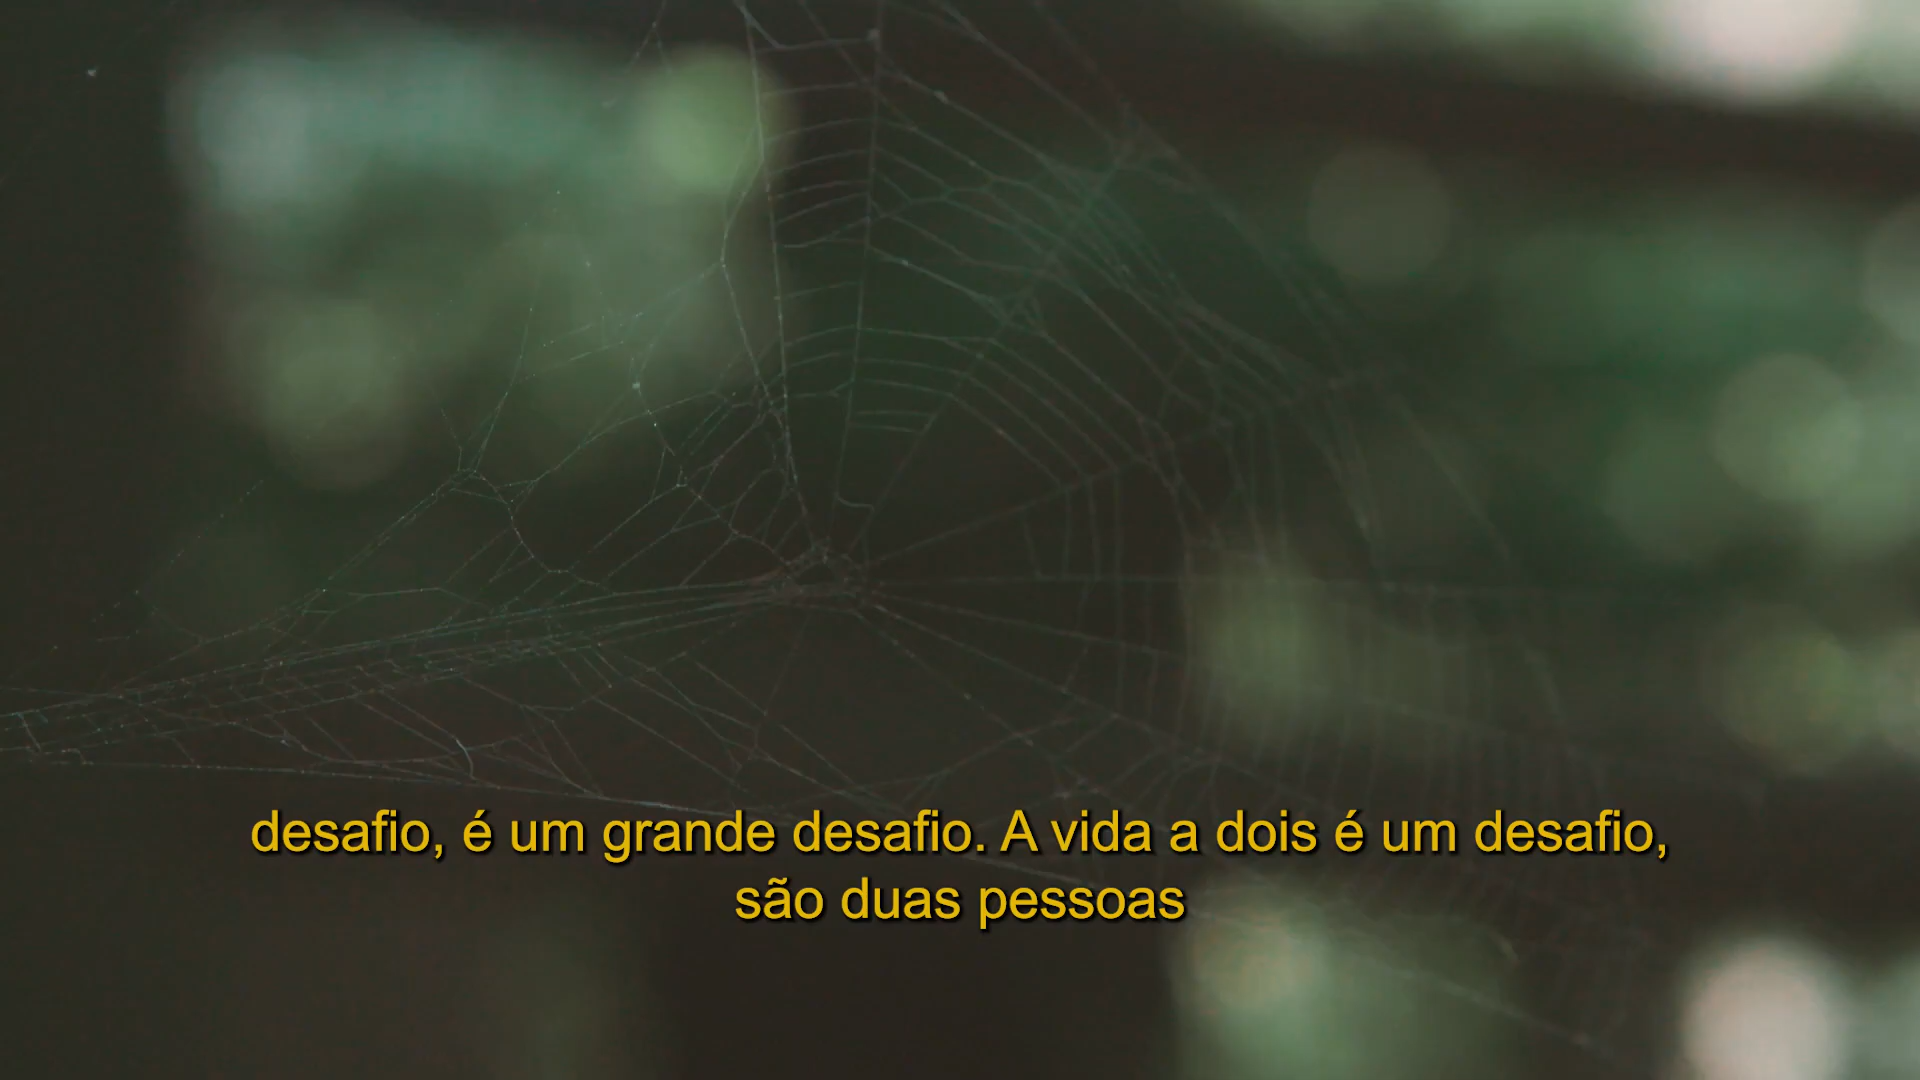 desafio, é um grande desafio. A vida a dois é um desafio,
são duas pessoas